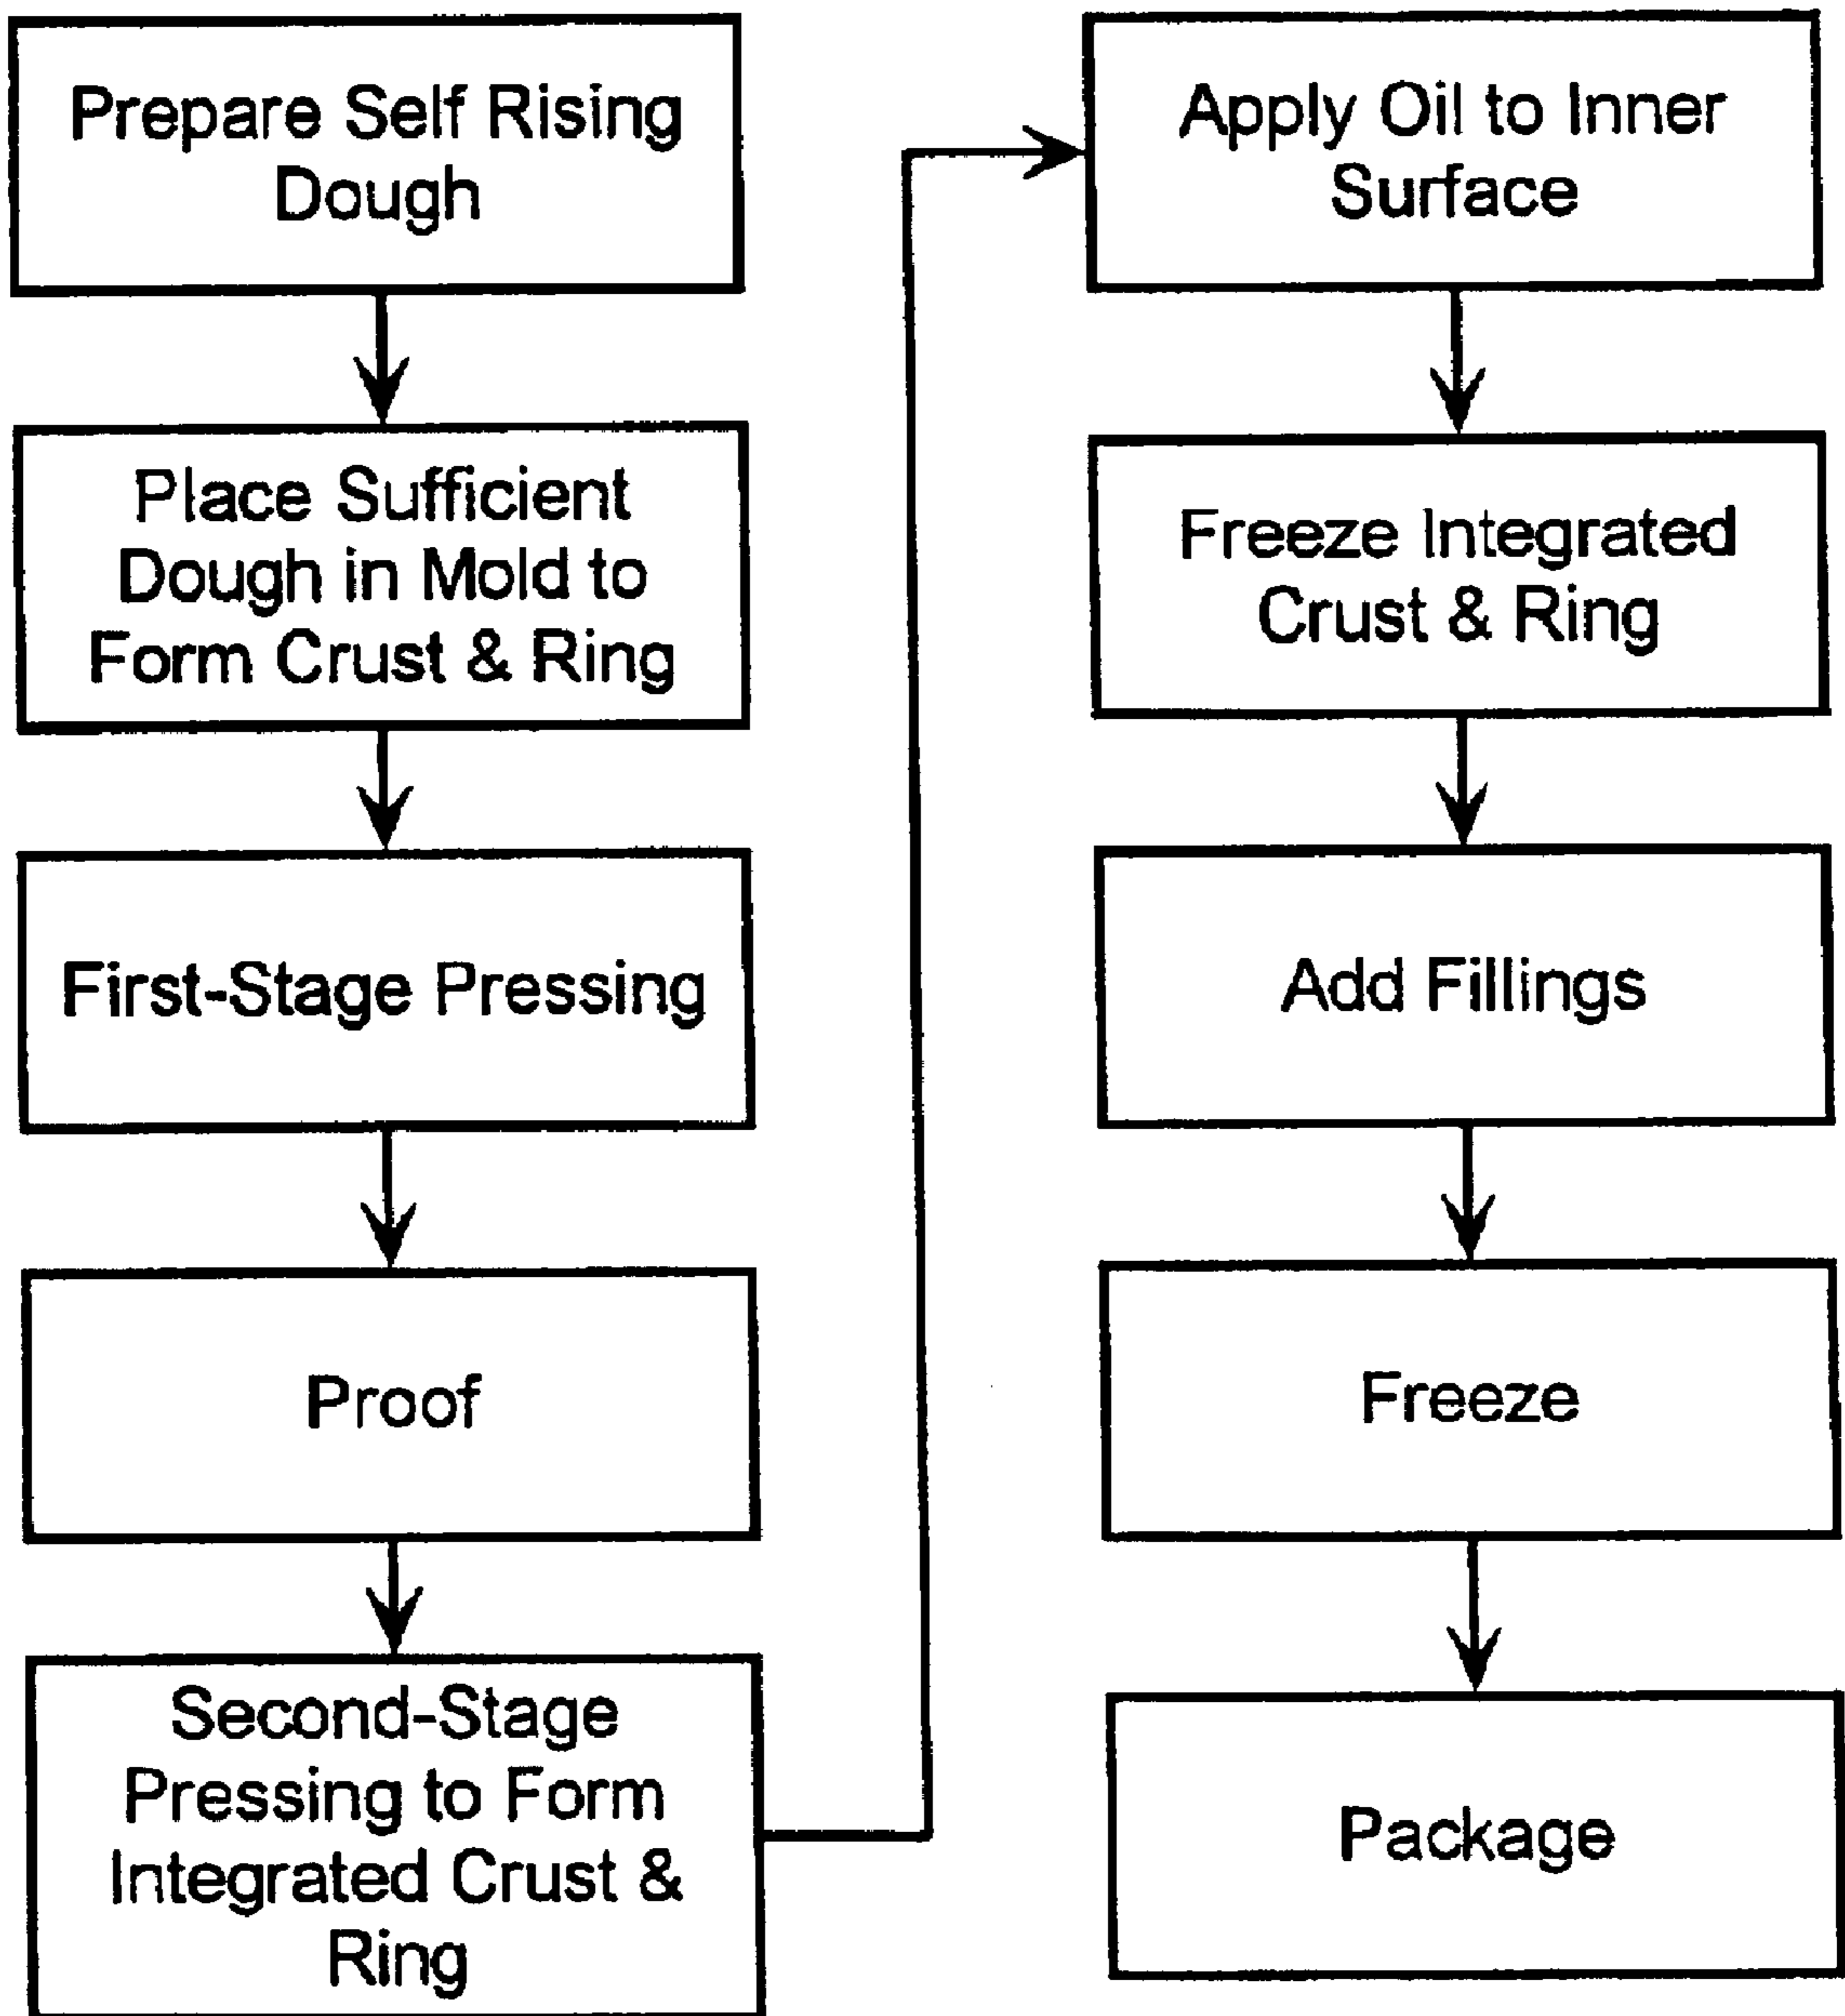 Prepare Self Rising
Dough
Place Sufficient
Dough in Mold to
Form Crust & Ring
First-Stage Pressing
Proof
Second-Stage
Pressing to Form
Integrated Crust &
Ring
Apply Oil to Inner
Surface
Freeze Integrated
Crust & Ring
Add Fillings
Freeze
Package